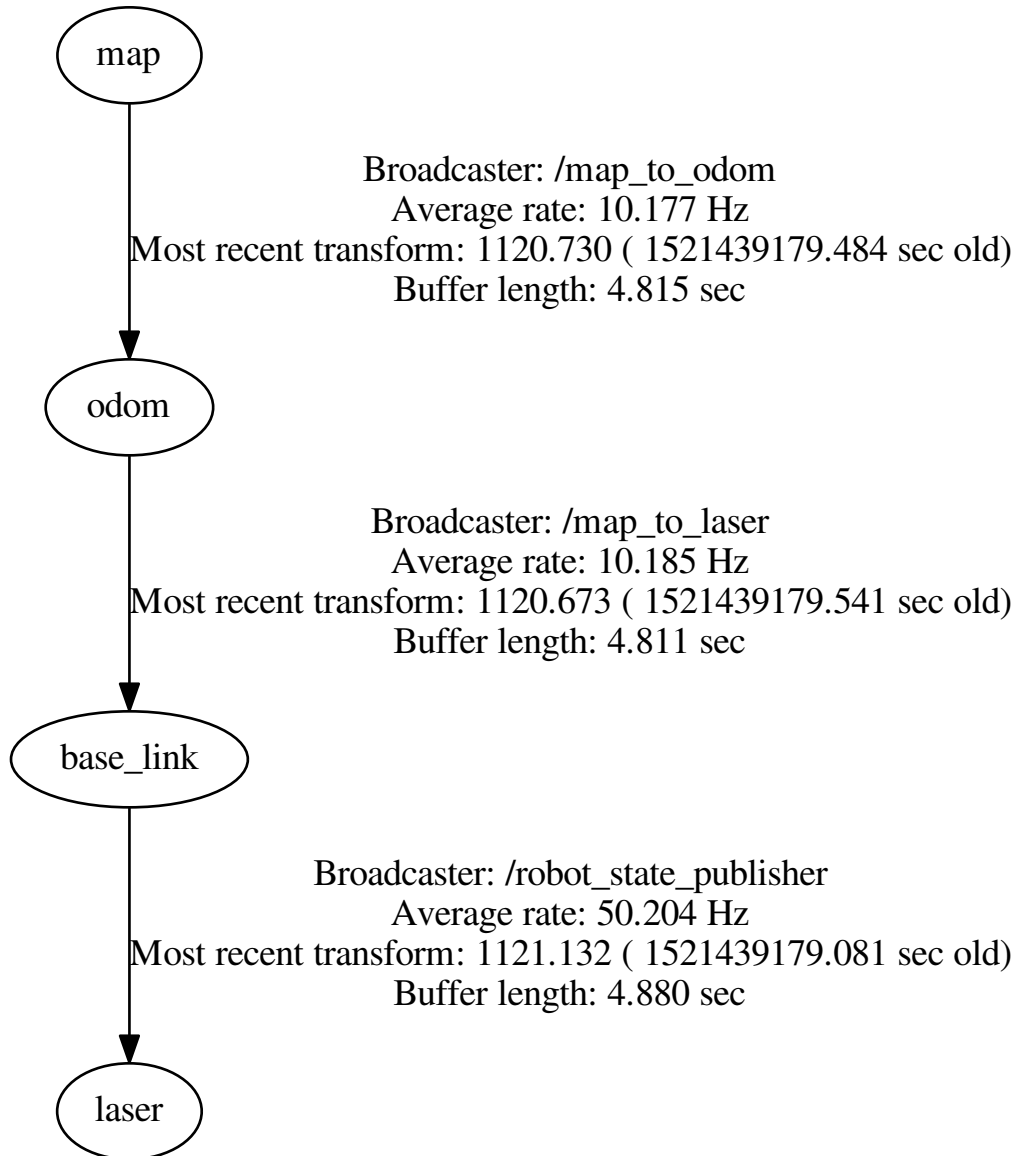 map
Broadcaster: /map_to_odom
Average rate: 10.177 Hz
Most recent transform: 1120.730 ( 1521439179.484 sec old)
Buffer length: 4.815 sec
odom
Broadcaster: /map_to_laser
Average rate: 10.185 Hz
Most recent transform: 1120.673 ( 1521439179.541 sec old)
Buffer length: 4.811 sec
base_link
Broadcaster: /robot_state_publisher
Average rate: 50.204 Hz
Most recent transform: 1121.132 ( 1521439179.081 sec old)
Buffer length: 4.880 sec
laser